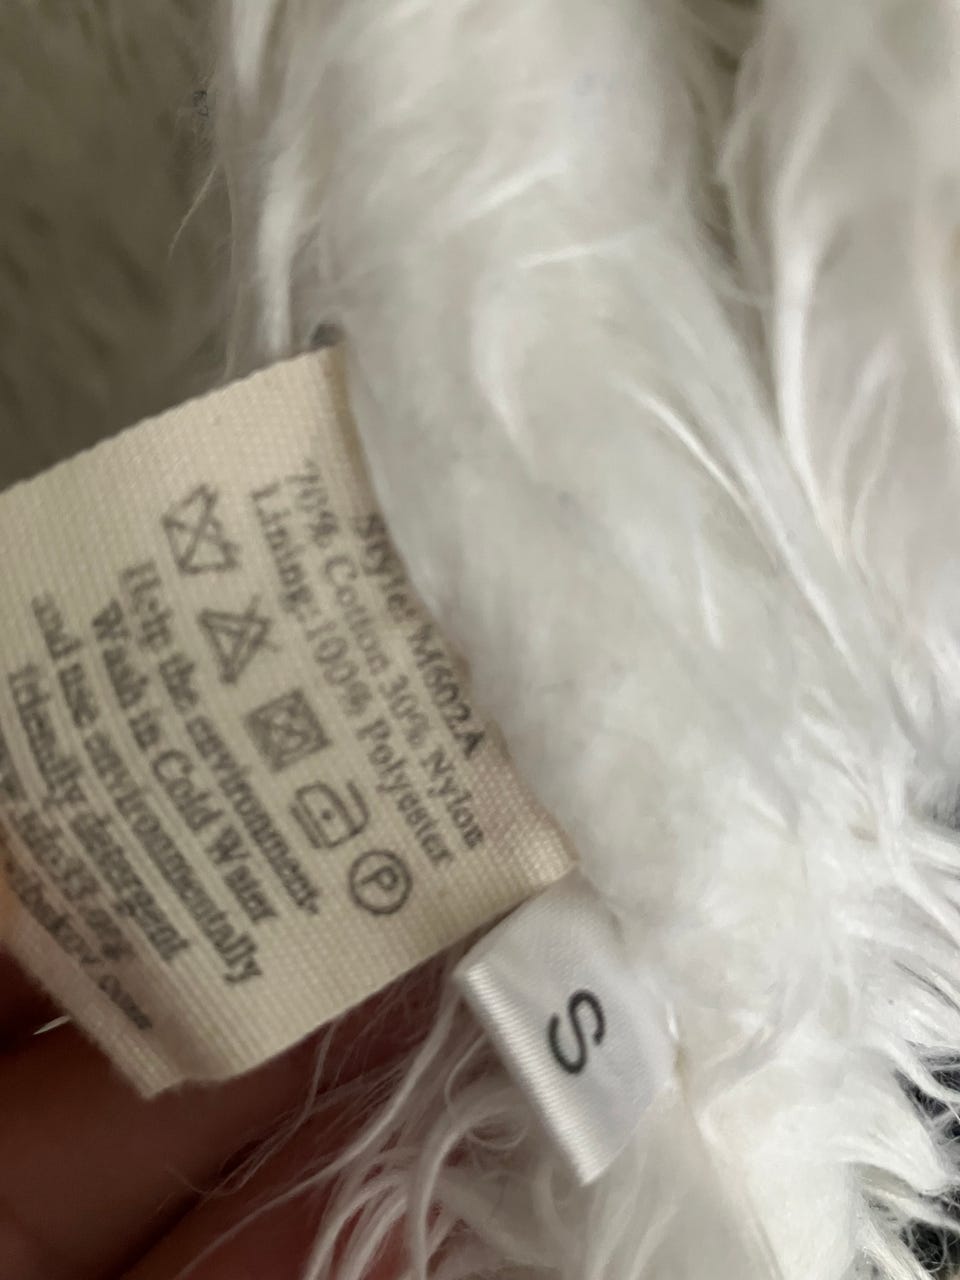 Style: M602A
70% Cotton 30% Nylon
Lining: 100% Polyester
P
Help the environment.
Wash in Cold Water
and use environmentally
friendly detergent
S